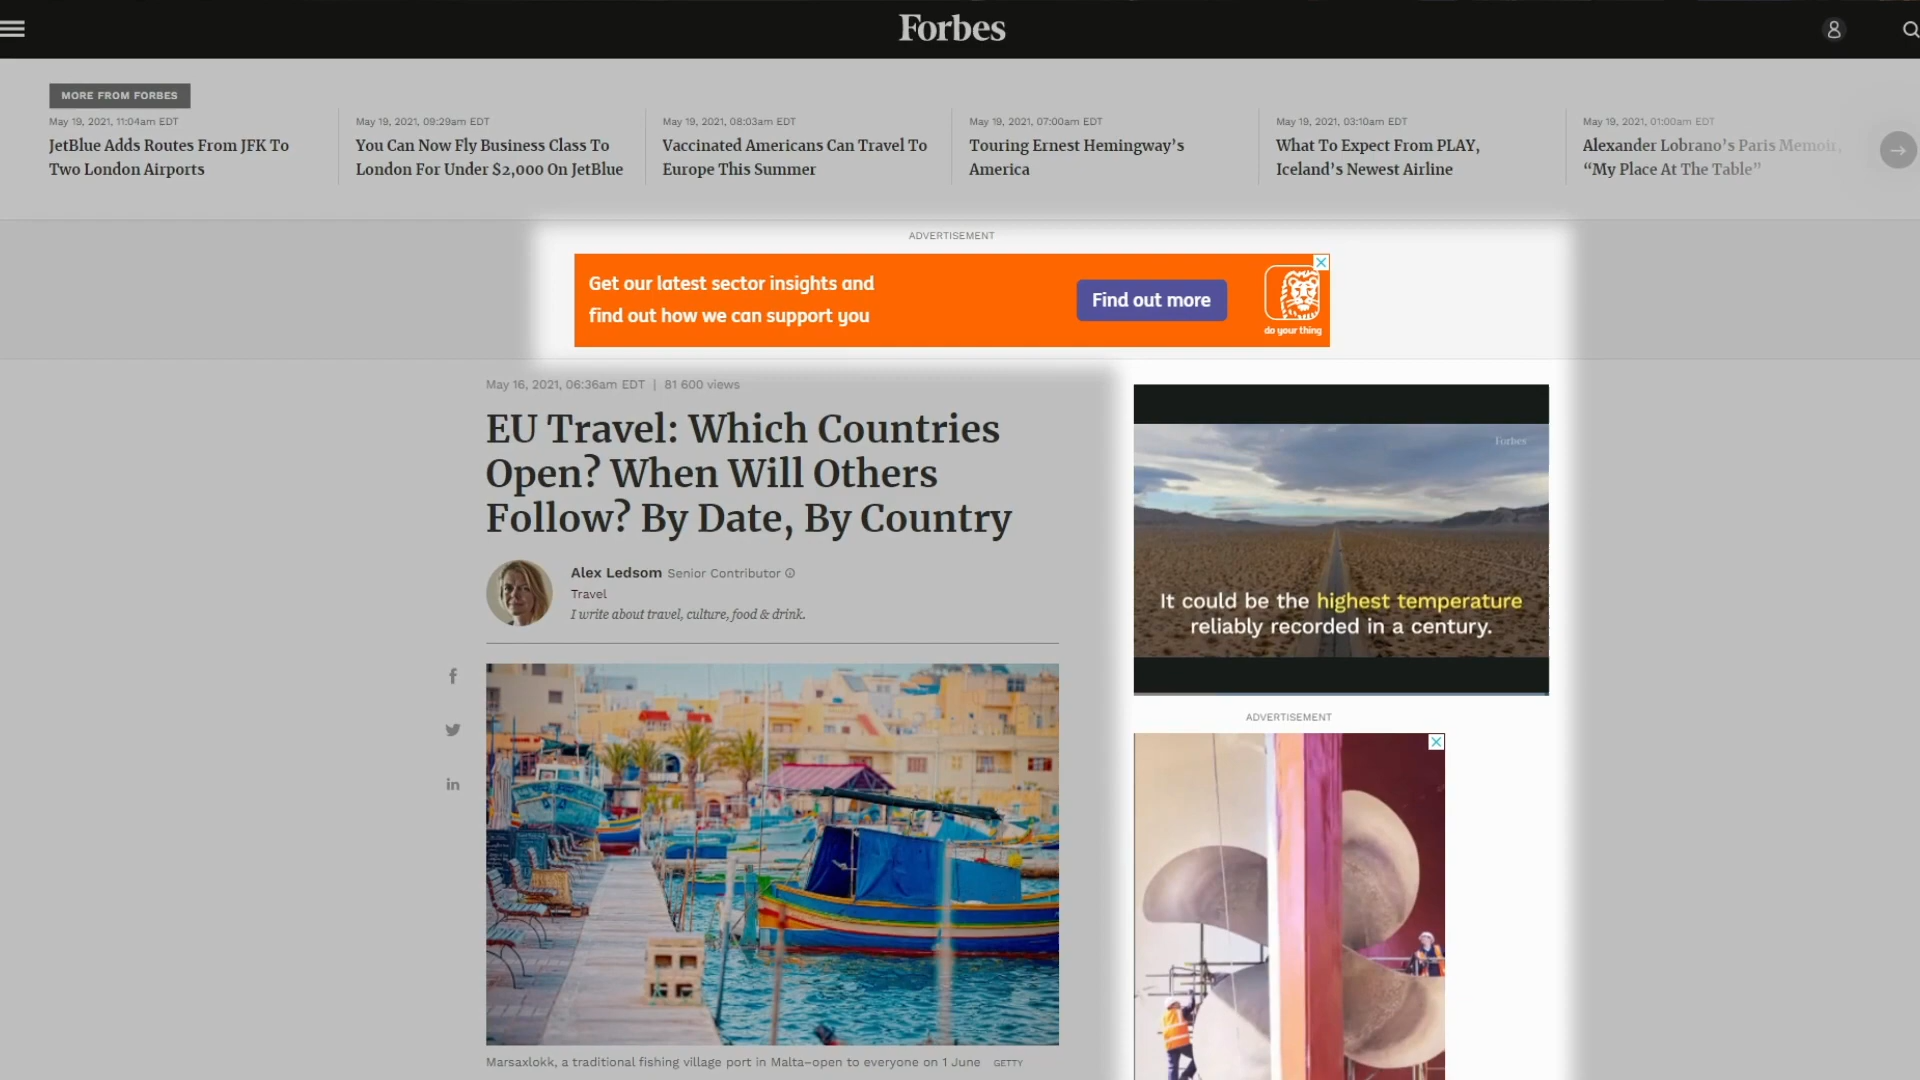 Forbes
MORE FROM FORBES
May 19, 2021, 11:04am EDT
JetBlue Adds Routes From JFK To
Two London Airports
May 19, 2021, 09:29am EDT
You Can Now Fly Business Class To
London For Under $2,000 On JetBlue
May 19, 2021, 08:03am EDT
Vaccinated Americans Can Travel To
Europe This Summer
May 19, 2021, 07:00am EDT
Touring Ernest Hemingway's
America
May 19, 2021, 03:10am EDT
What To Expect From PLAY,
Iceland's Newest Airline
May 19, 2021, 01:00am EDT
Alexander Lobrano's Paris Memoir,
"My Place At The Table"
ADVERTISEMENT
Get our latest sector insights and
find out how we can support you
Find out more
do your thing
May 16, 2021, 06:36am EDT | 81 600 views
EU Travel: Which Countries
Open? When Will Others
Follow? By Date, By Country
Alex Ledsom Senior Contributor
Travel
I write about travel, culture, food & drink.
Marsaxlokk, a traditional fishing village port in Malta–open to everyone on 1 June GETTY
Forbes
It could be the highest temperature
reliably recorded in a century.
ADVERTISEMENT